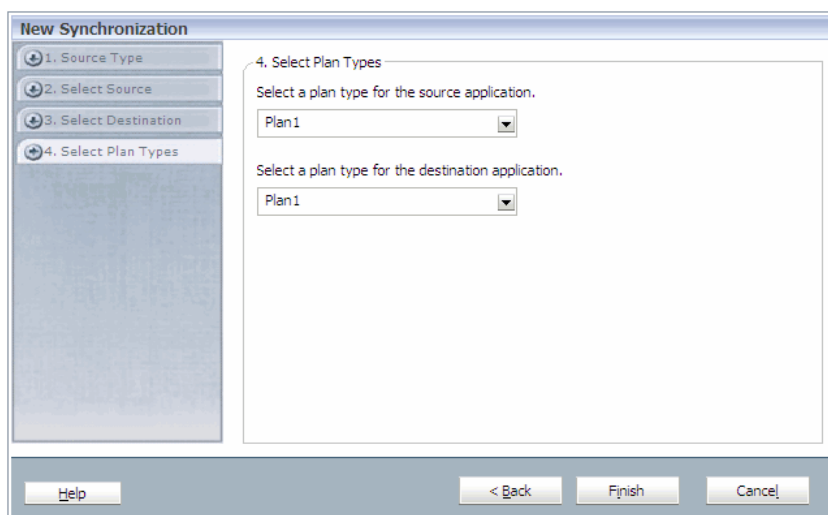 New Synchronization
1. Source Type
2. Select Source
3. Select Destination
4. Select Plan Types
4. Select Plan Types
Select a plan type for the source application.
Plan1
Select a plan type for the destination application.
Plan1
Help
< Back
Finish
Cancel